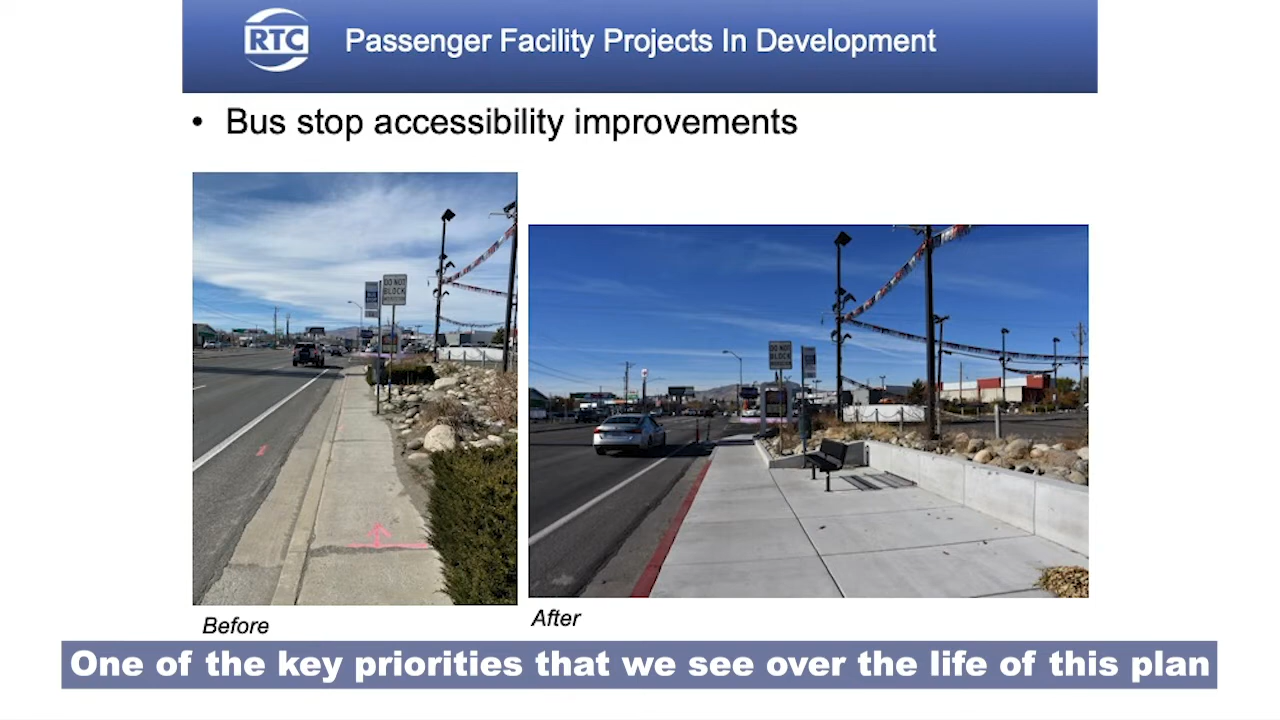 RTC
Passenger Facility Projects In Development
• Bus stop accessibility improvements
DO NOT
BLOCK
DO NOT
BLOCK
Before
After
One of the key priorities that we see over the life of this plan